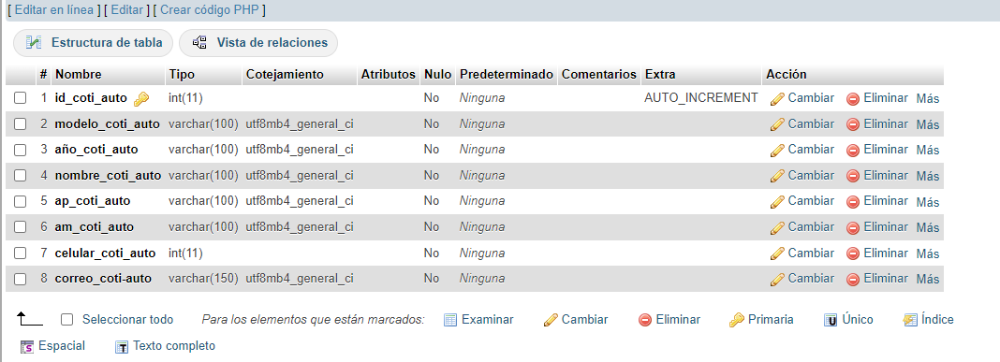 [ Editar en línea ] [ Editar ] [ Crear código PHP ]
Estructura de tabla Vista de relaciones
# Nombre Tipo Cotejamiento Atributos Nulo Predeterminado Comentarios Extra Acción
1 id_coti_auto int(11) No Ninguna AUTO_INCREMENT Cambiar Eliminar Más
2 modelo_coti_auto varchar(100) utf8mb4_general_ci No Ninguna Cambiar Eliminar Más
3 año_coti_auto varchar(100) utf8mb4_general_ci No Ninguna Cambiar Eliminar Más
4 nombre_coti_auto varchar(100) utf8mb4_general_ci No Ninguna Cambiar Eliminar Más
5 ap_coti_auto varchar(100) utf8mb4_general_ci No Ninguna Cambiar Eliminar Más
6 am_coti_auto varchar(100) utf8mb4_general_ci No Ninguna Cambiar Eliminar Más
7 celular_coti_auto int(11) No Ninguna Cambiar Eliminar Más
8 correo_coti-auto varchar(150) utf8mb4_general_ci No Ninguna Cambiar Eliminar Más
Seleccionar todo Para los elementos que están marcados: Examinar Cambiar Eliminar Primaria Único Índice
Espacial Texto completo